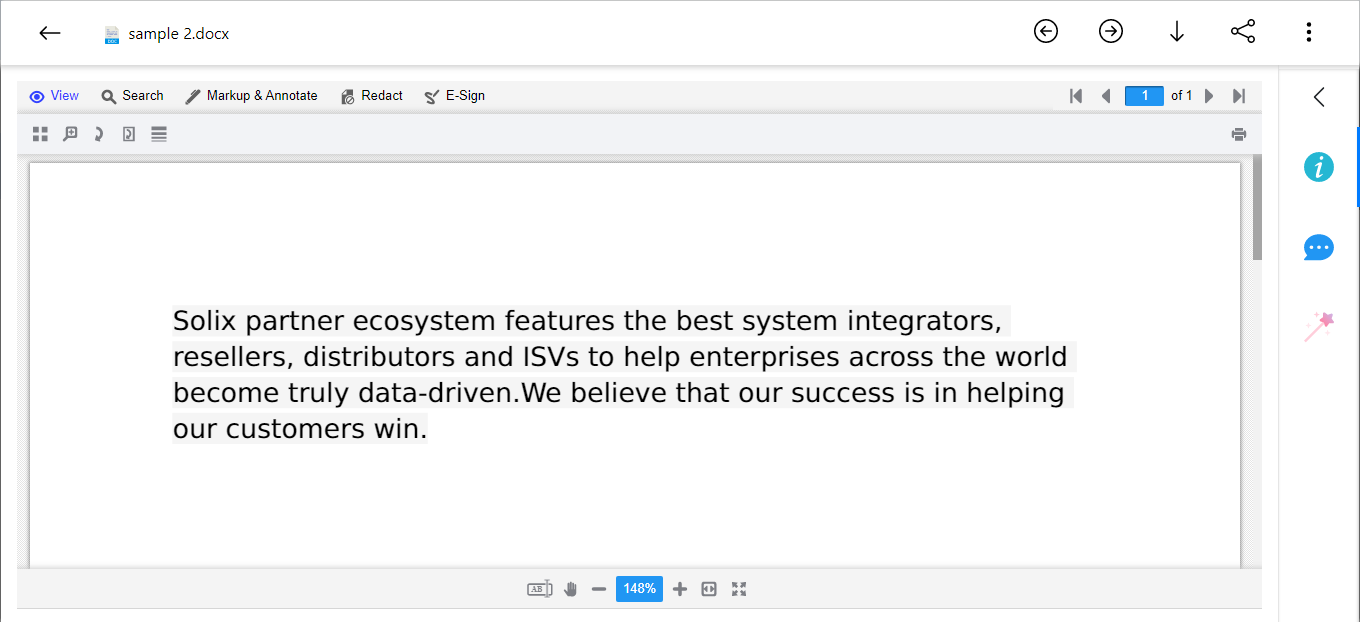 sample 2.docx
View Search Markup & Annotate Redact E-Sign 1 of 1
Solix partner ecosystem features the best system integrators,
resellers, distributors and ISVs to help enterprises across the world
become truly data-driven.We believe that our success is in helping
our customers win.
AB 148%